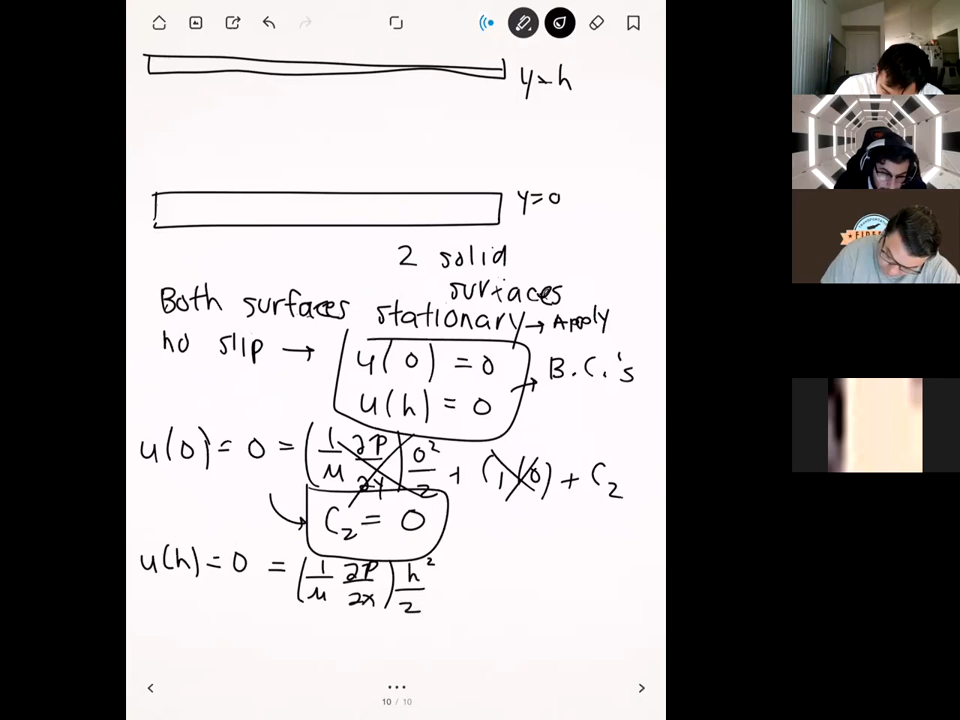 y=h
y=0
2 solid
surfaces
Both surfaces stationary → Apply
no slip → u(0) = 0
u(h) = 0 → B.C.'s
u(0) = 0 = (1/μ ∂P/∂y) 0²/2 + C₁(0) + C₂
C₂ = 0
u(h) = 0 = (1/μ ∂P/∂x) h²/2
10 / 10